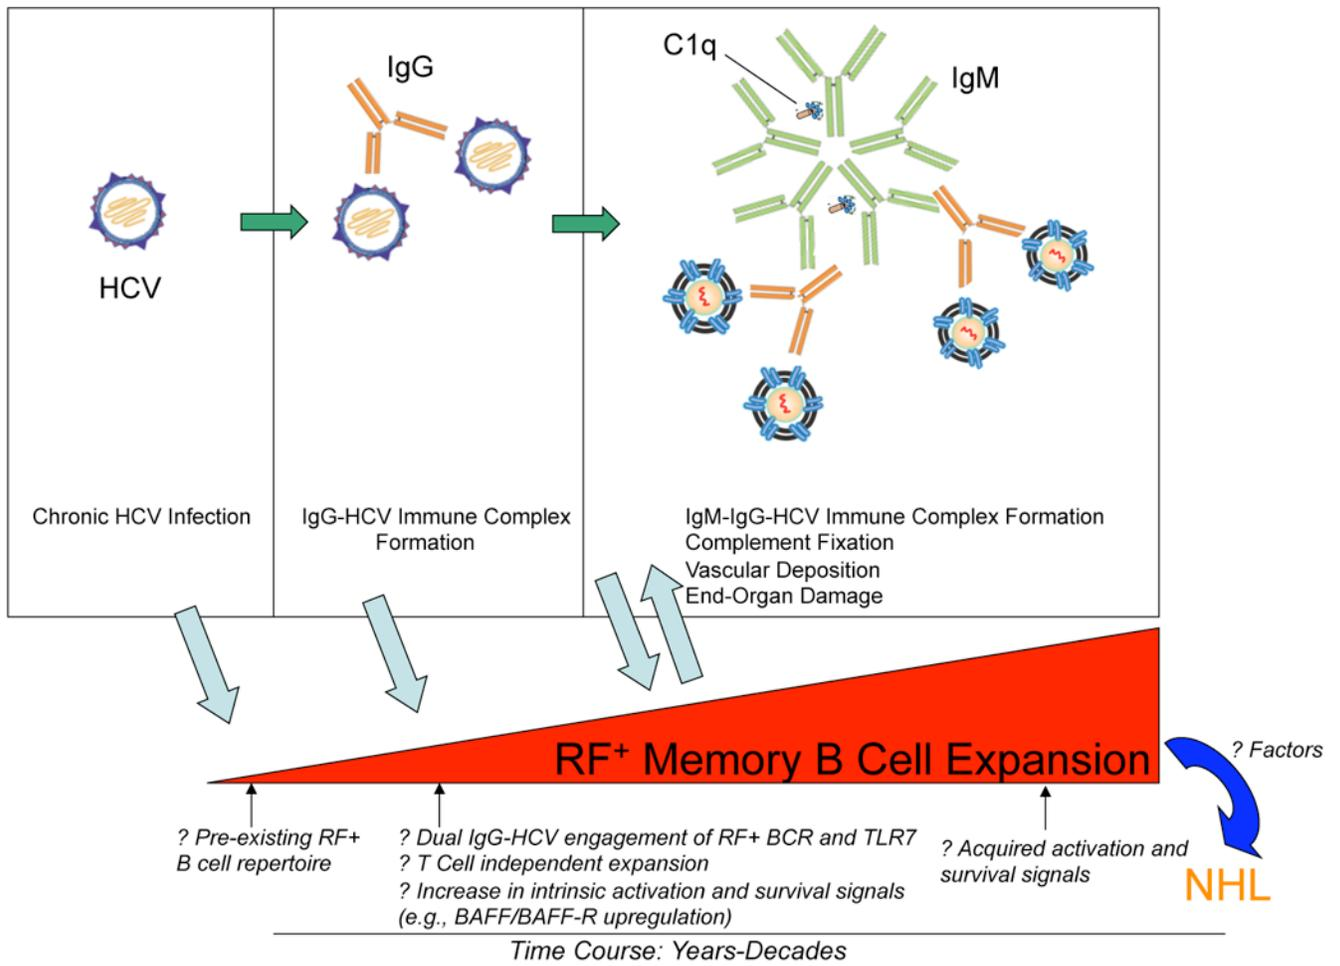 C1q
IgM
IgG
HCV
Chronic HCV Infection
IgG-HCV Immune Complex
Formation
IgM-IgG-HCV Immune Complex Formation
Complement Fixation
Vascular Deposition
End-Organ Damage
RF+ Memory B Cell Expansion
? Factors
? Pre-existing RF+
B cell repertoire
? Dual IgG-HCV engagement of RF+ BCR and TLR7
? T Cell independent expansion
? Increase in intrinsic activation and survival signals
(e.g., BAFF/BAFF-R upregulation)
? Acquired activation and
survival signals
NHL
Time Course: Years-Decades